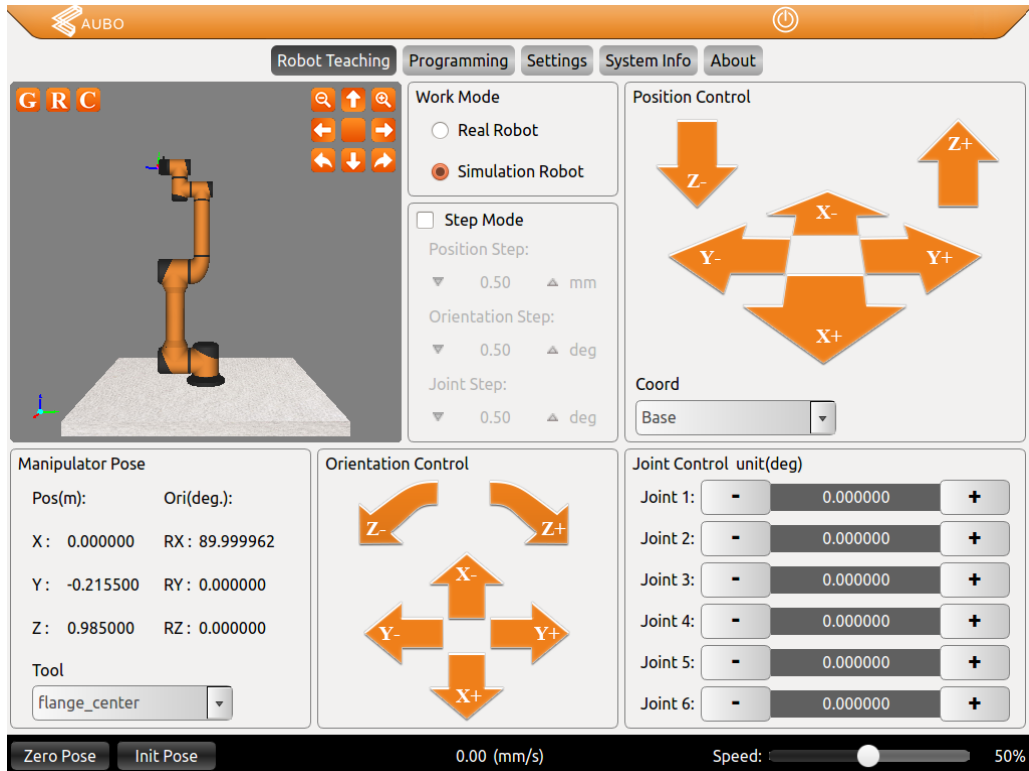 AUBO
Robot Teaching Programming Settings System Info About
G R C
Work Mode
Real Robot
Simulation Robot
Step Mode
Position Step:
0.50 mm
Orientation Step:
0.50 deg
Joint Step:
0.50 deg
Position Control
Z-
Z+
X-
Y-
Y+
X+
Coord
Base
Manipulator Pose
Pos(m): Ori(deg.):
X: 0.000000 RX: 89.999962
Y: -0.215500 RY: 0.000000
Z: 0.985000 RZ: 0.000000
Tool
flange_center
Orientation Control
Z-
Z+
X-
Y-
Y+
X+
Joint Control unit(deg)
Joint 1: - 0.000000 +
Joint 2: - 0.000000 +
Joint 3: - 0.000000 +
Joint 4: - 0.000000 +
Joint 5: - 0.000000 +
Joint 6: - 0.000000 +
Zero Pose Init Pose 0.00 (mm/s) Speed: 50%